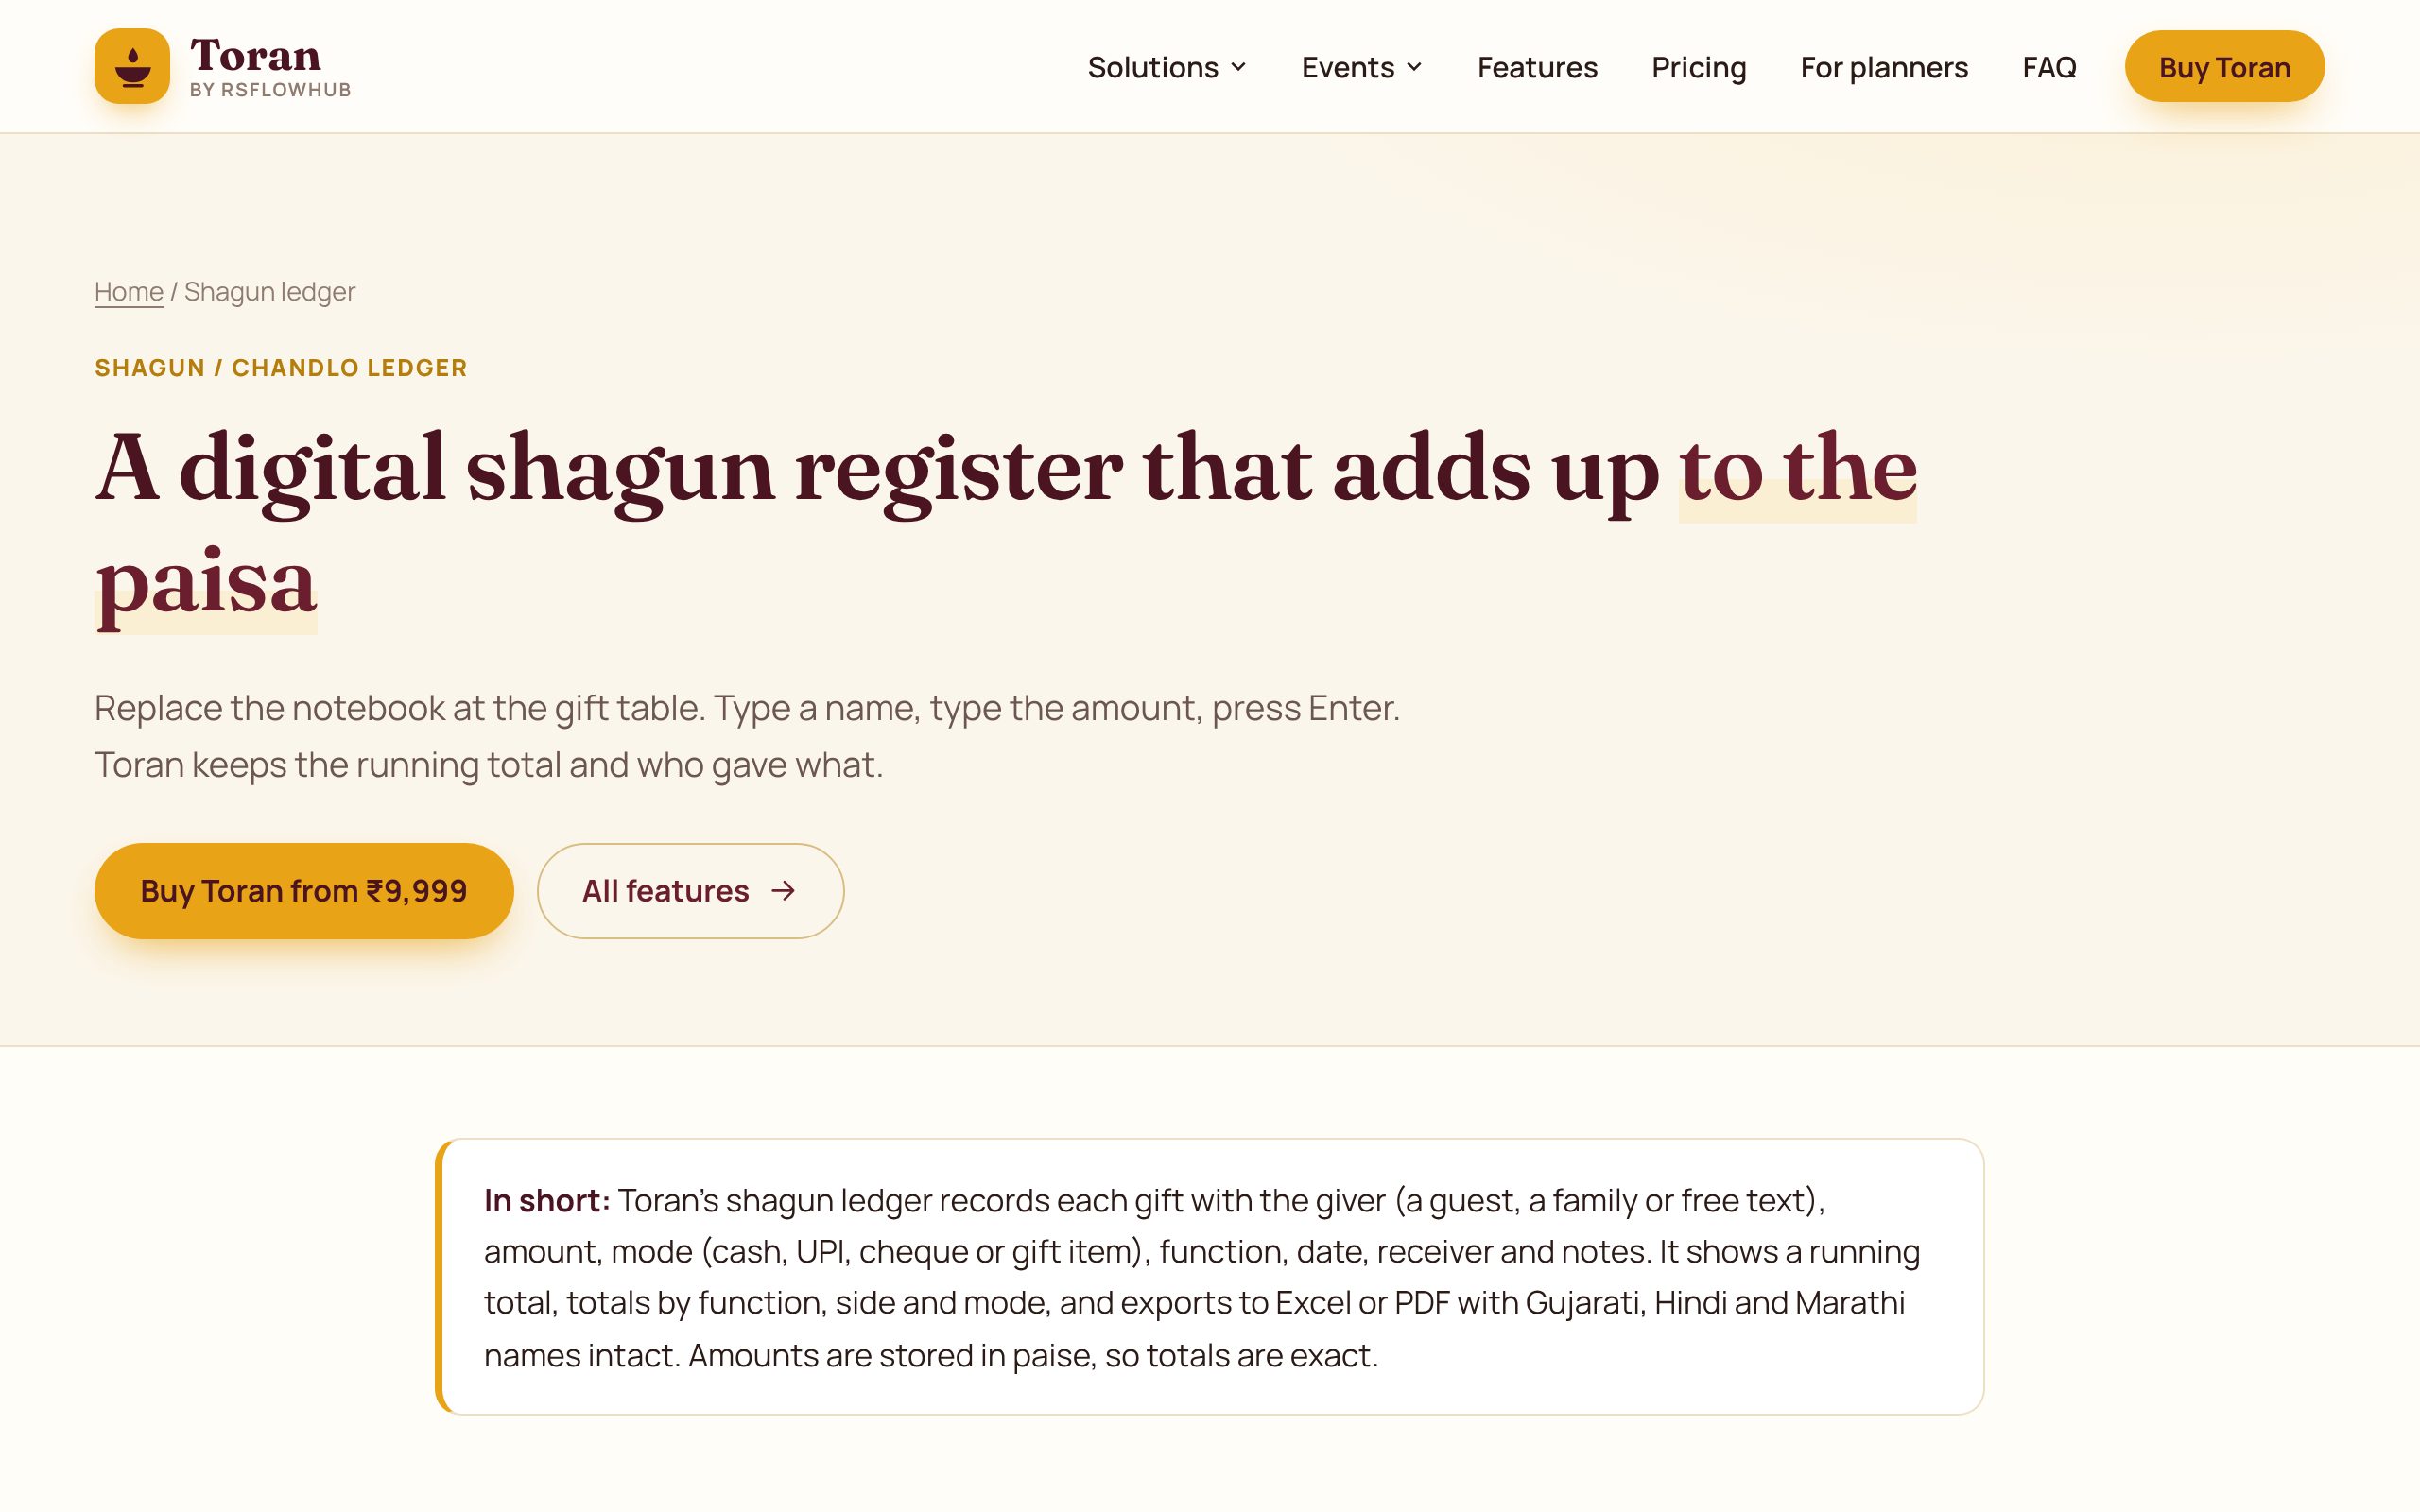 Toran
BY RSFLOWHUB
Solutions
Events
Features
Pricing
For planners
FAQ
Buy Toran
Home / Shagun ledger
SHAGUN / CHANDLO LEDGER
A digital shagun register that adds up to the
paisa
Replace the notebook at the gift table. Type a name, type the amount, press Enter.
Toran keeps the running total and who gave what.
Buy Toran from ₹9,999
All features →
In short: Toran’s shagun ledger records each gift with the giver (a guest, a family or free text),
amount, mode (cash, UPI, cheque or gift item), function, date, receiver and notes. It shows a running
total, totals by function, side and mode, and exports to Excel or PDF with Gujarati, Hindi and Marathi
names intact. Amounts are stored in paise, so totals are exact.